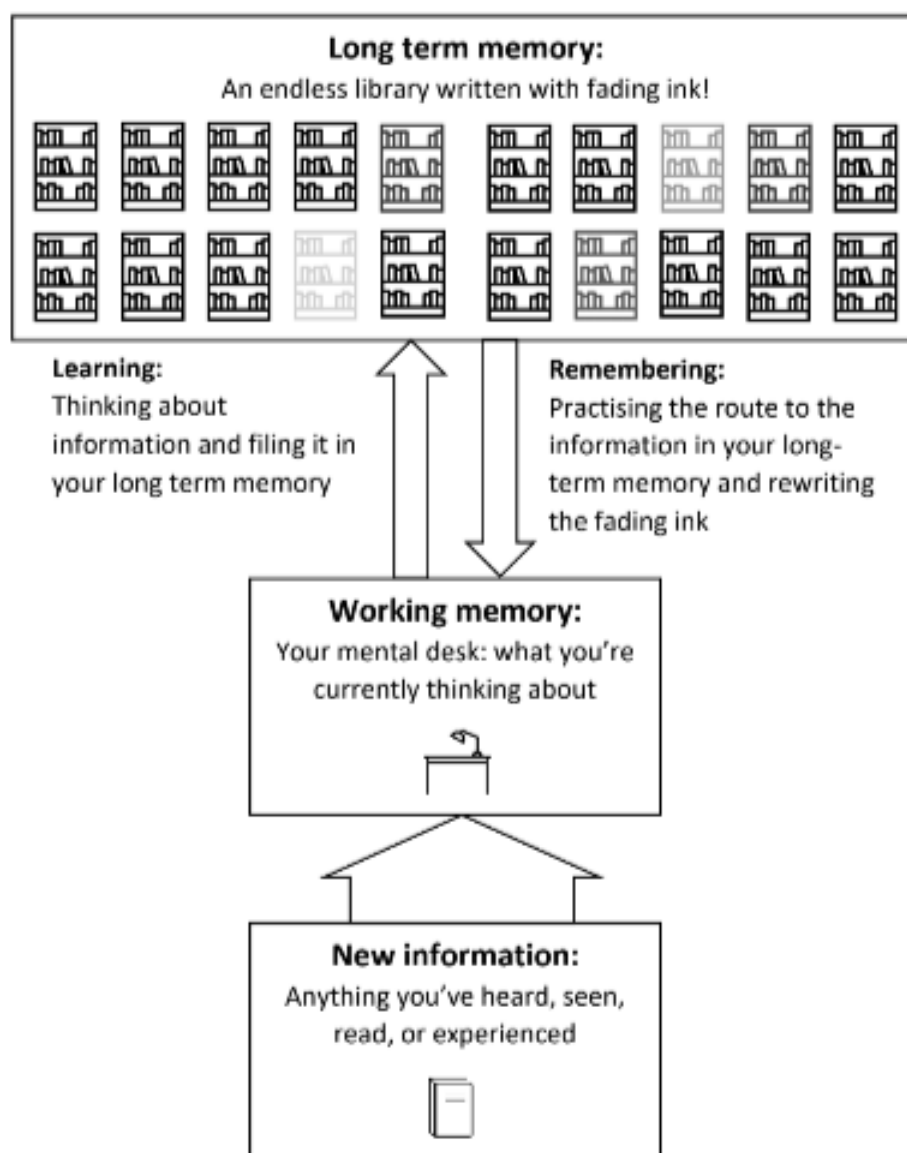 Long term memory:
An endless library written with fading ink!
Learning:
Thinking about
information and filing it in
your long term memory
Remembering:
Practising the route to the
information in your long-
term memory and rewriting
the fading ink
Working memory:
Your mental desk: what you’re
currently thinking about
New information:
Anything you’ve heard, seen,
read, or experienced